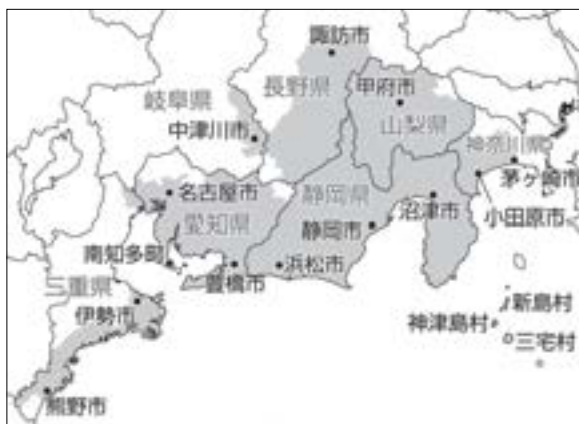 諏訪市
長野県
甲府市
岐阜県
中津川市
山梨県
神奈川県
茅ヶ崎市
名古屋市
静岡県
沼津市
小田原市
愛知県
静岡市
南知多町
豊橋市
浜松市
三重県
伊勢市
新島村
神津島村
三宅村
熊野市